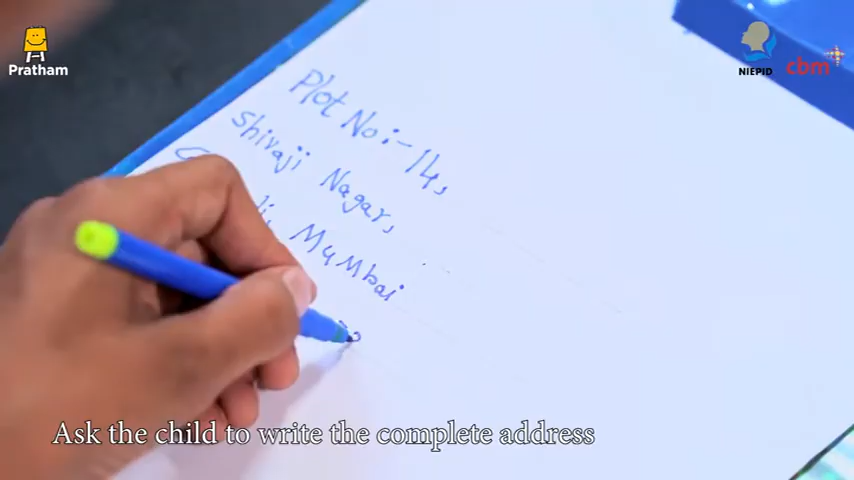 Pratham
NIEPID
cbm
Plot No:- 14,
Shivaji Nagar,
Mumbai
Ask the child to write the complete address